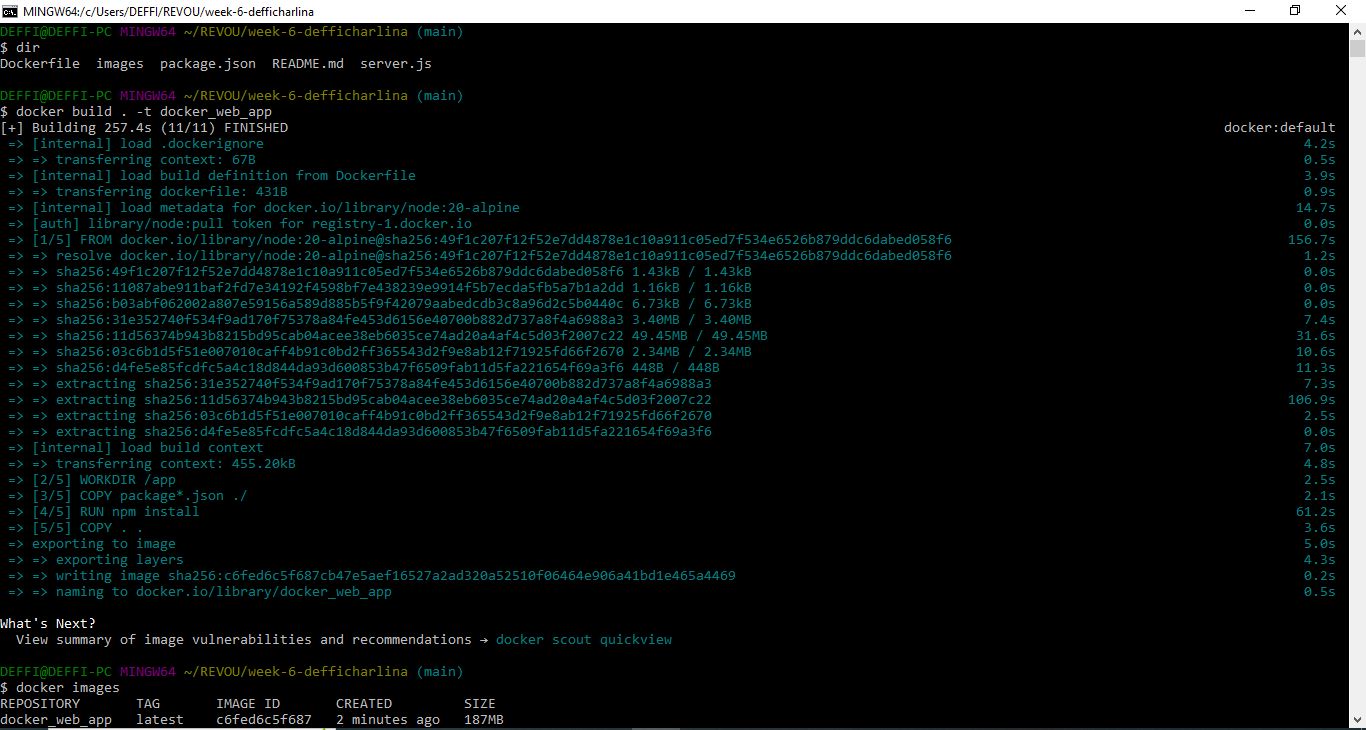 MINGW64:/c/Users/DEFFI/REVOU/week-6-defficharlina
DEFFI@DEFFI-PC MINGW64 ~/REVOU/week-6-defficharlina (main)
$ dir
Dockerfile  images  package.json  README.md  server.js
DEFFI@DEFFI-PC MINGW64 ~/REVOU/week-6-defficharlina (main)
$ docker build . -t docker_web_app
[+] Building 257.4s (11/11) FINISHED docker:default
=> [internal] load .dockerignore 4.2s
=> => transferring context: 67B 0.5s
=> [internal] load build definition from Dockerfile 3.9s
=> => transferring dockerfile: 431B 0.9s
=> [internal] load metadata for docker.io/library/node:20-alpine 14.7s
=> [auth] library/node:pull token for registry-1.docker.io 0.0s
=> [1/5] FROM docker.io/library/node:20-alpine@sha256:49f1c207f12f52e7dd4878e1c10a911c05ed7f534e6526b879ddc6dabed058f6 156.7s
=> => resolve docker.io/library/node:20-alpine@sha256:49f1c207f12f52e7dd4878e1c10a911c05ed7f534e6526b879ddc6dabed058f6 1.2s
=> => sha256:49f1c207f12f52e7dd4878e1c10a911c05ed7f534e6526b879ddc6dabed058f6 1.43kB / 1.43kB 0.0s
=> => sha256:11087abe911baf2fd7e34192f4598bf7e438239e9914f5b7ecda5fb5a7b1a2dd 1.16kB / 1.16kB 0.0s
=> => sha256:b03abf062002a807e59156a589d885b5f9f42079aabedcdb3c8a96d2c5b0440c 6.73kB / 6.73kB 0.0s
=> => sha256:31e352740f534f9ad170f75378a84fe453d6156e40700b882d737a8f4a6988a3 3.40MB / 3.40MB 7.4s
=> => sha256:11d56374b943b8215bd95cab04acee38eb6035ce74ad20a4af4c5d03f2007c22 49.45MB / 49.45MB 31.6s
=> => sha256:03c6b1d5f51e007010caff4b91c0bd2ff365543d2f9e8ab12f71925fd66f2670 2.34MB / 2.34MB 10.6s
=> => sha256:d4fe5e85fcdfc5a4c18d844da93d600853b47f6509fab11d5fa221654f69a3f6 448B / 448B 11.3s
=> => extracting sha256:31e352740f534f9ad170f75378a84fe453d6156e40700b882d737a8f4a6988a3 7.3s
=> => extracting sha256:11d56374b943b8215bd95cab04acee38eb6035ce74ad20a4af4c5d03f2007c22 106.9s
=> => extracting sha256:03c6b1d5f51e007010caff4b91c0bd2ff365543d2f9e8ab12f71925fd66f2670 2.5s
=> => extracting sha256:d4fe5e85fcdfc5a4c18d844da93d600853b47f6509fab11d5fa221654f69a3f6 0.0s
=> [internal] load build context 7.0s
=> => transferring context: 455.20kB 4.8s
=> [2/5] WORKDIR /app 2.5s
=> [3/5] COPY package*.json ./ 2.1s
=> [4/5] RUN npm install 61.2s
=> [5/5] COPY . . 3.6s
=> exporting to image 5.0s
=> => exporting layers 4.3s
=> => writing image sha256:c6fed6c5f687cb47e5aef16527a2ad320a52510f06464e906a41bd1e465a4469 0.2s
=> => naming to docker.io/library/docker_web_app 0.5s
What's Next?
View summary of image vulnerabilities and recommendations → docker scout quickview
DEFFI@DEFFI-PC MINGW64 ~/REVOU/week-6-defficharlina (main)
$ docker images
REPOSITORY TAG IMAGE ID CREATED SIZE
docker_web_app latest c6fed6c5f687 2 minutes ago 187MB